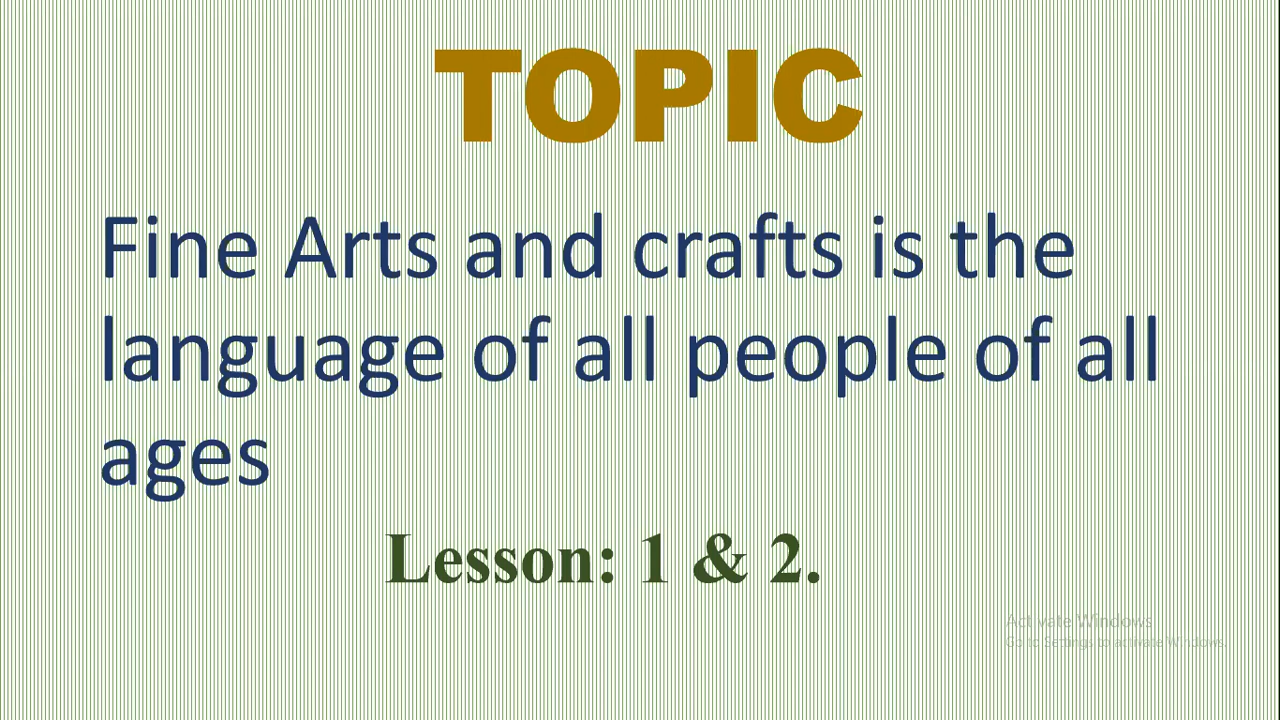 TOPIC
Fine Arts and crafts is the
language of all people of all
ages
Lesson: 1 & 2.
Activate Windows
Go to Settings to activate Windows.